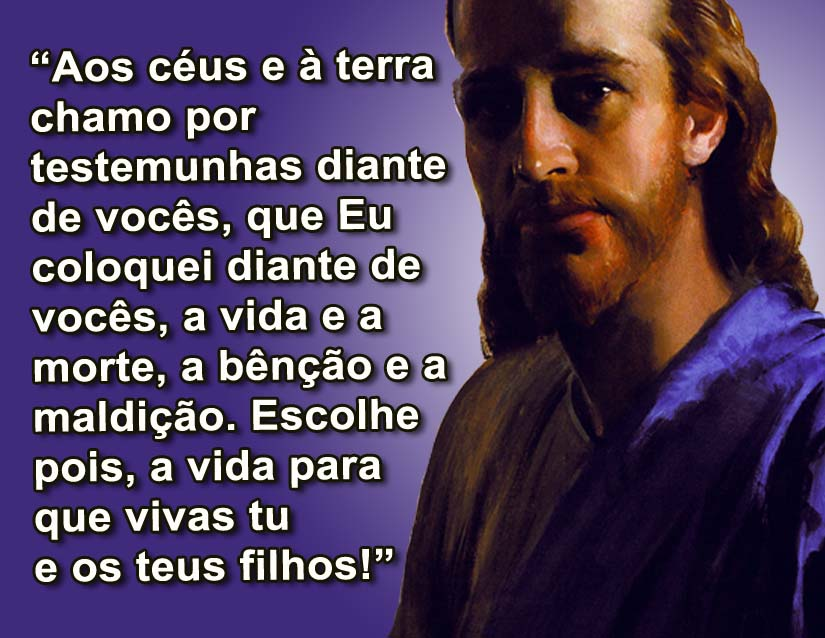 “Aos céus e à terra
chamo por
testemunhas diante
de vocês, que Eu
coloquei diante de
vocês, a vida e a
morte, a bênção e a
maldição. Escolhe
pois, a vida para
que vivas tu
e os teus filhos!”